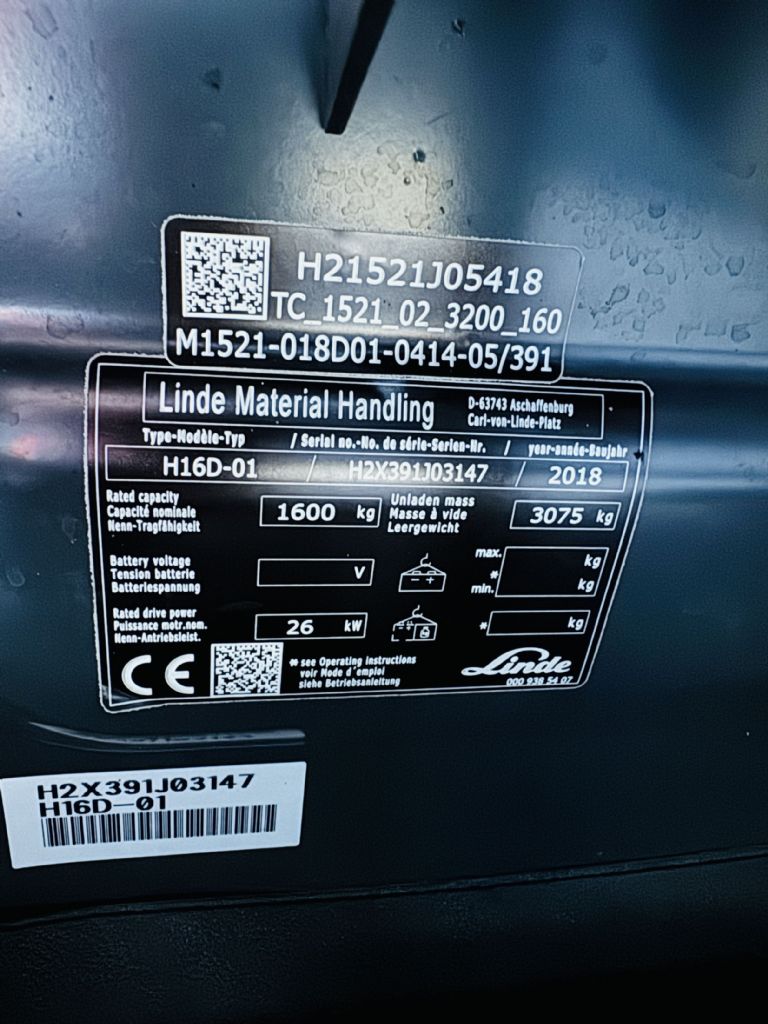 H21521J05418
TC_1521_02_3200_160
M1521-018D01-0414-05/391
Linde Material Handling
D-63743 Aschaffenburg
Carl-von-Linde-Platz
Type-Modèle-Typ / Serial no.-No. de série-Serien-Nr. / year-année-Baujahr
H16D-01 / H2X391J03147 / 2018
Rated capacity
Capacité nominale
Nenn-Tragfähigkeit
1600 kg
Unladen mass
Masse à vide
Leergewicht
3075 kg
Battery voltage
Tension batterie
Batteriespannung
V
max. kg
*
min. kg
Rated drive power
Puissance motr.nom.
Nenn-Antriebsleist.
26 kW
* kg
CE
* see Operating instructions
voir Mode d'emploi
siehe Betriebsanleitung
Linde
000 938 54 07
H2X391J03147
H16D-01